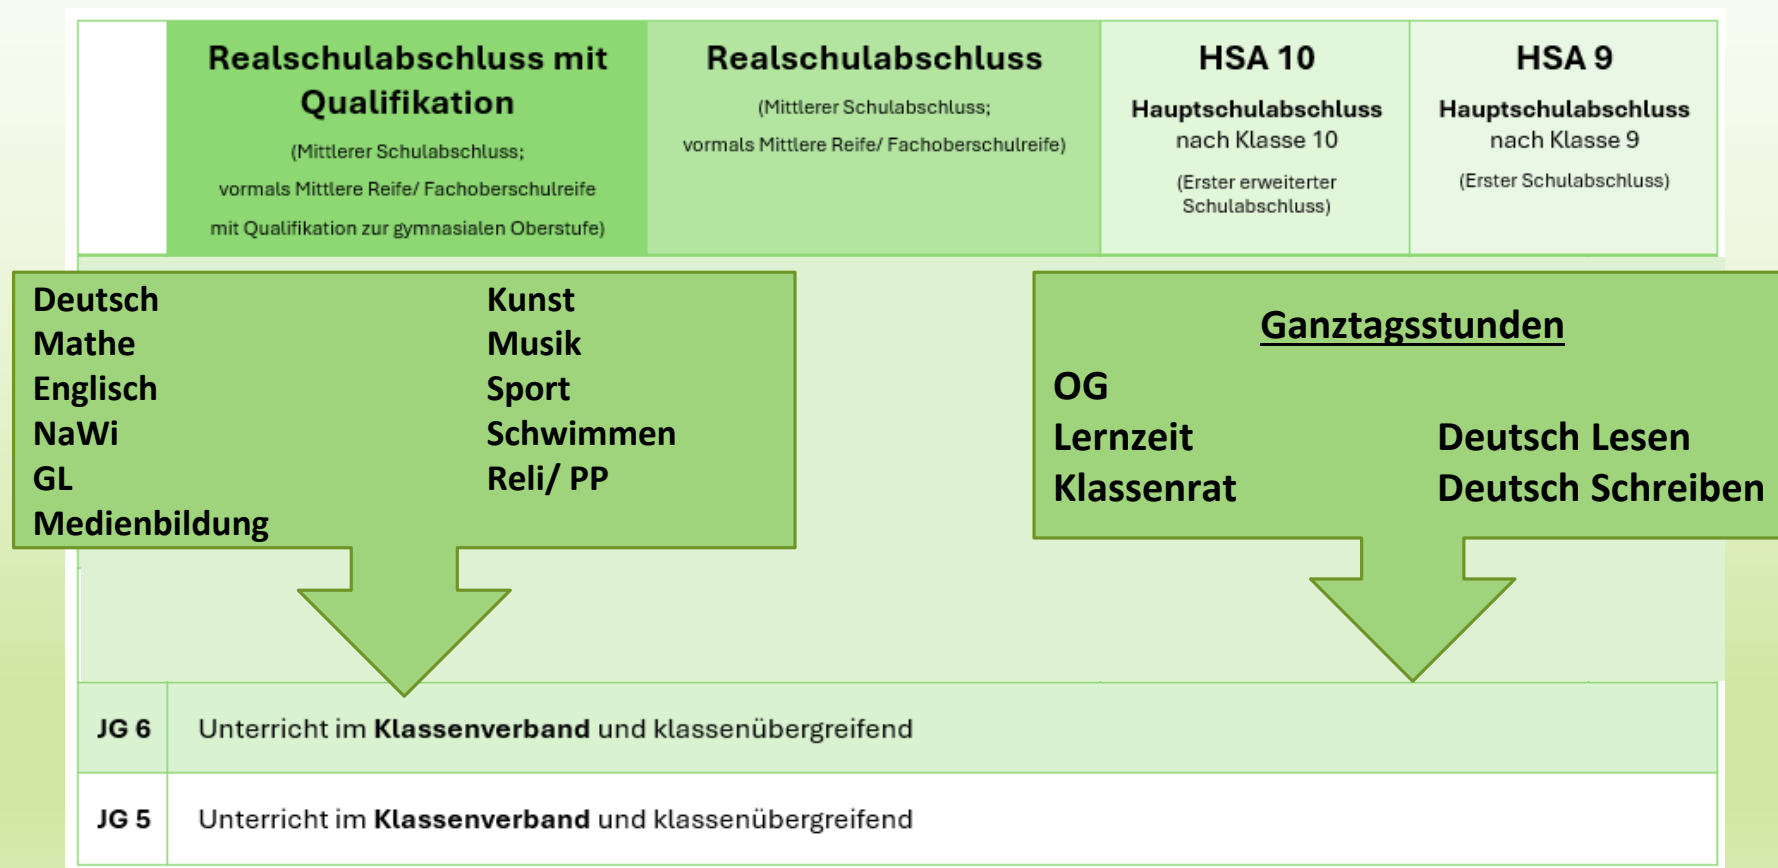 Realschulabschluss mit
Qualifikation
(Mittlerer Schulabschluss;
vormals Mittlere Reife/ Fachoberschulreife
mit Qualifikation zur gymnasialen Oberstufe)
Realschulabschluss
(Mittlerer Schulabschluss;
vormals Mittlere Reife/ Fachoberschulreife)
HSA 10
Hauptschulabschluss
nach Klasse 10
(Erster erweiterter
Schulabschluss)
HSA 9
Hauptschulabschluss
nach Klasse 9
(Erster Schulabschluss)
Deutsch
Mathe
Englisch
NaWi
GL
Medienbildung
Kunst
Musik
Sport
Schwimmen
Reli/ PP
Ganztagsstunden
OG
Lernzeit
Klassenrat
Deutsch Lesen
Deutsch Schreiben
JG 6 Unterricht im Klassenverband und klassenübergreifend
JG 5 Unterricht im Klassenverband und klassenübergreifend